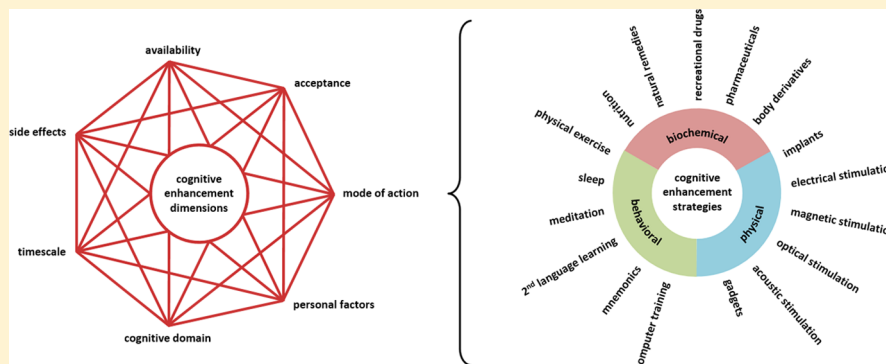 availability
acceptance
side effects
cognitive
enhancement
dimensions
mode of action
timescale
personal factors
cognitive domain
nutrition
natural remedies
recreational drugs
pharmaceuticals
body derivatives
implants
electrical stimulatio
magnetic stimulation
optical stimulation
acoustic stimulation
gadgets
omputer training
mnemonics
2nd language learning
meditation
sleep
physical exercise
biochemical
physical
behavioral
cognitive
enhancement
strategies